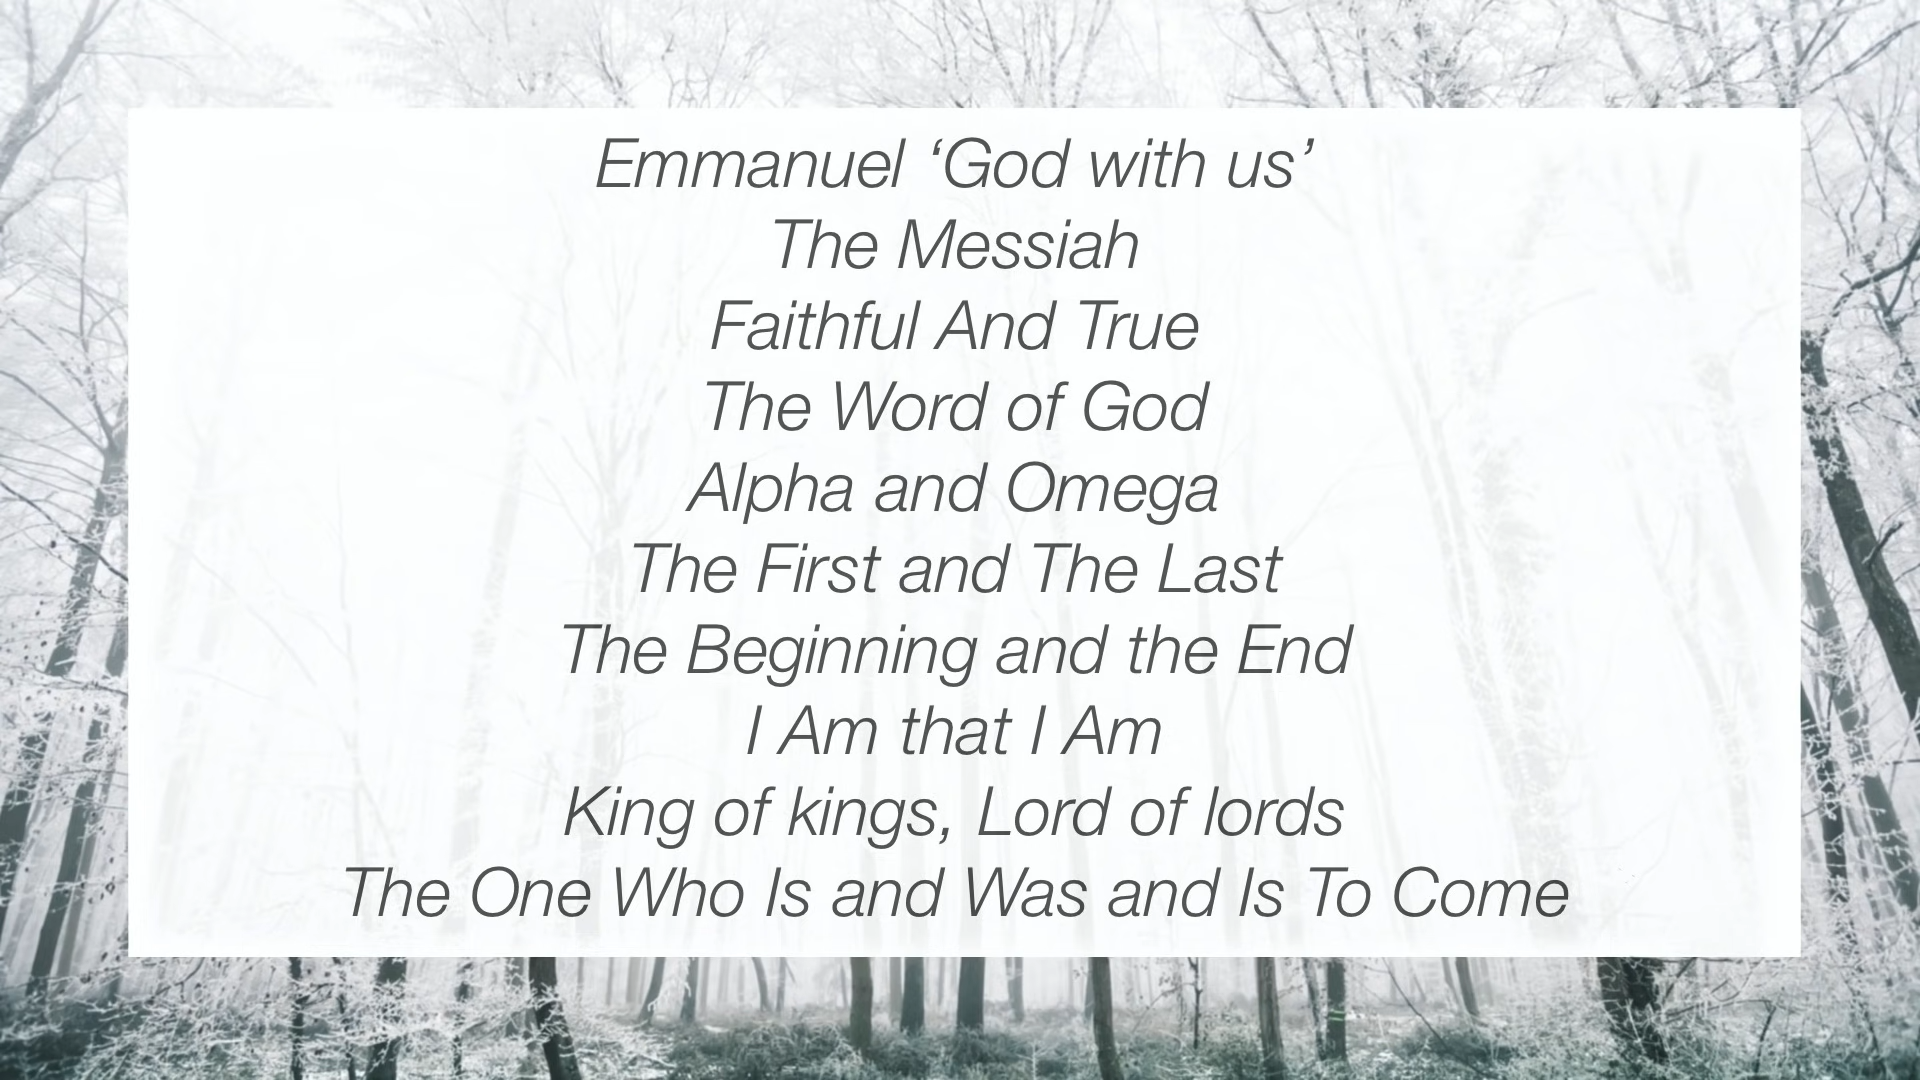 Emmanuel ‘God with us’
The Messiah
Faithful And True
The Word of God
Alpha and Omega
The First and The Last
The Beginning and the End
I Am that I Am
King of kings, Lord of lords
The One Who Is and Was and Is To Come